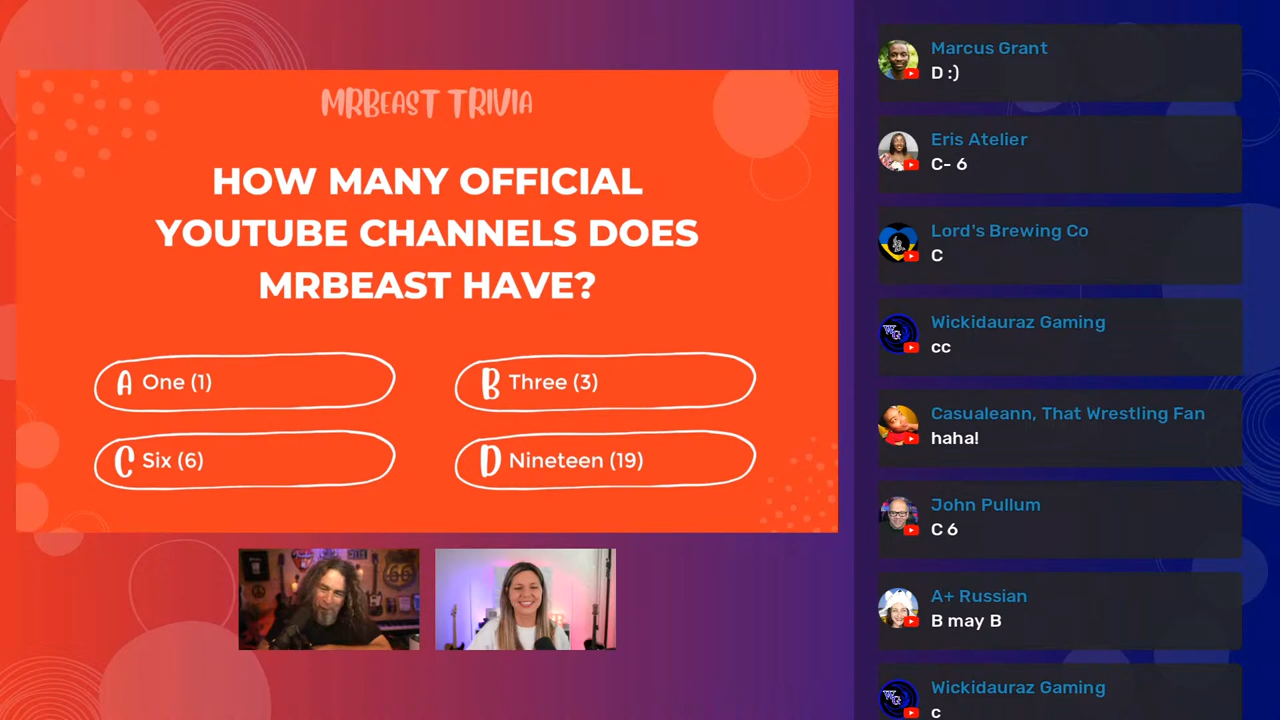 MRBEAST TRIVIA
HOW MANY OFFICIAL
YOUTUBE CHANNELS DOES
MRBEAST HAVE?
A One (1)
B Three (3)
C Six (6)
D Nineteen (19)
Marcus Grant
D :)
Eris Atelier
C- 6
Lord's Brewing Co
C
Wickidauraz Gaming
cc
Casualeann, That Wrestling Fan
haha!
John Pullum
C 6
A+ Russian
B may B
Wickidauraz Gaming
c